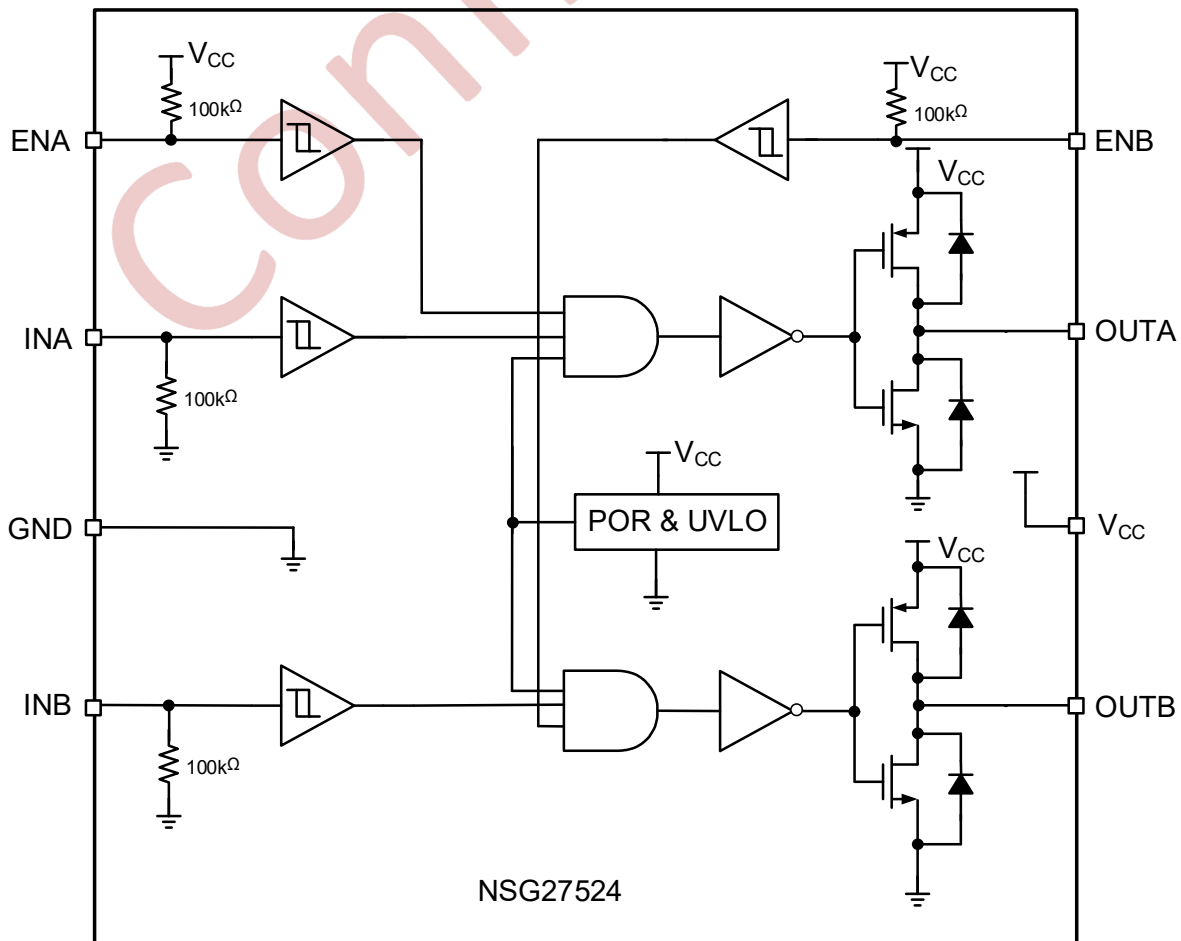 Con
VCC
100kΩ
ENA
VCC
100kΩ
ENB
VCC
INA
100kΩ
OUTA
GND
VCC
POR & UVLO
VCC
VCC
INB
100kΩ
OUTB
NSG27524